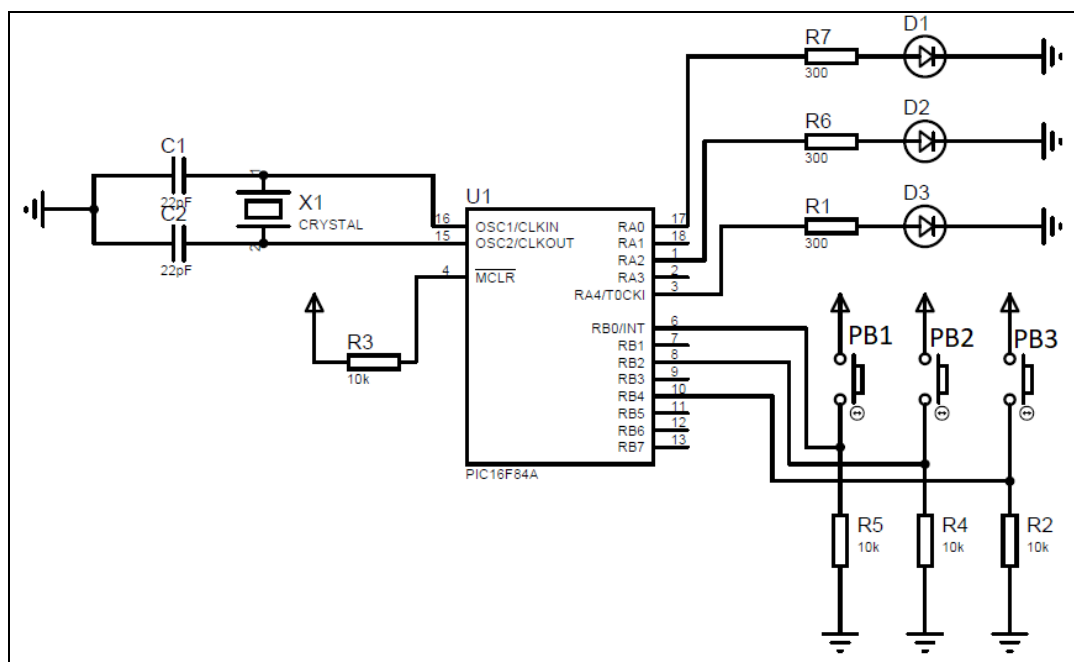 C1
22pF
C2
22pF
1
2
X1
CRYSTAL
R3
10k
U1
16
OSC1/CLKIN
15
OSC2/CLKOUT
4
MCLR
RA0
17
RA1
18
RA2
1
RA3
2
RA4/T0CKI
3
RB0/INT
6
RB1
7
RB2
8
RB3
9
RB4
10
RB5
11
RB6
12
RB7
13
PIC16F84A
R7
300
D1
R6
300
D2
R1
300
D3
PB1
PB2
PB3
R5
10k
R4
10k
R2
10k